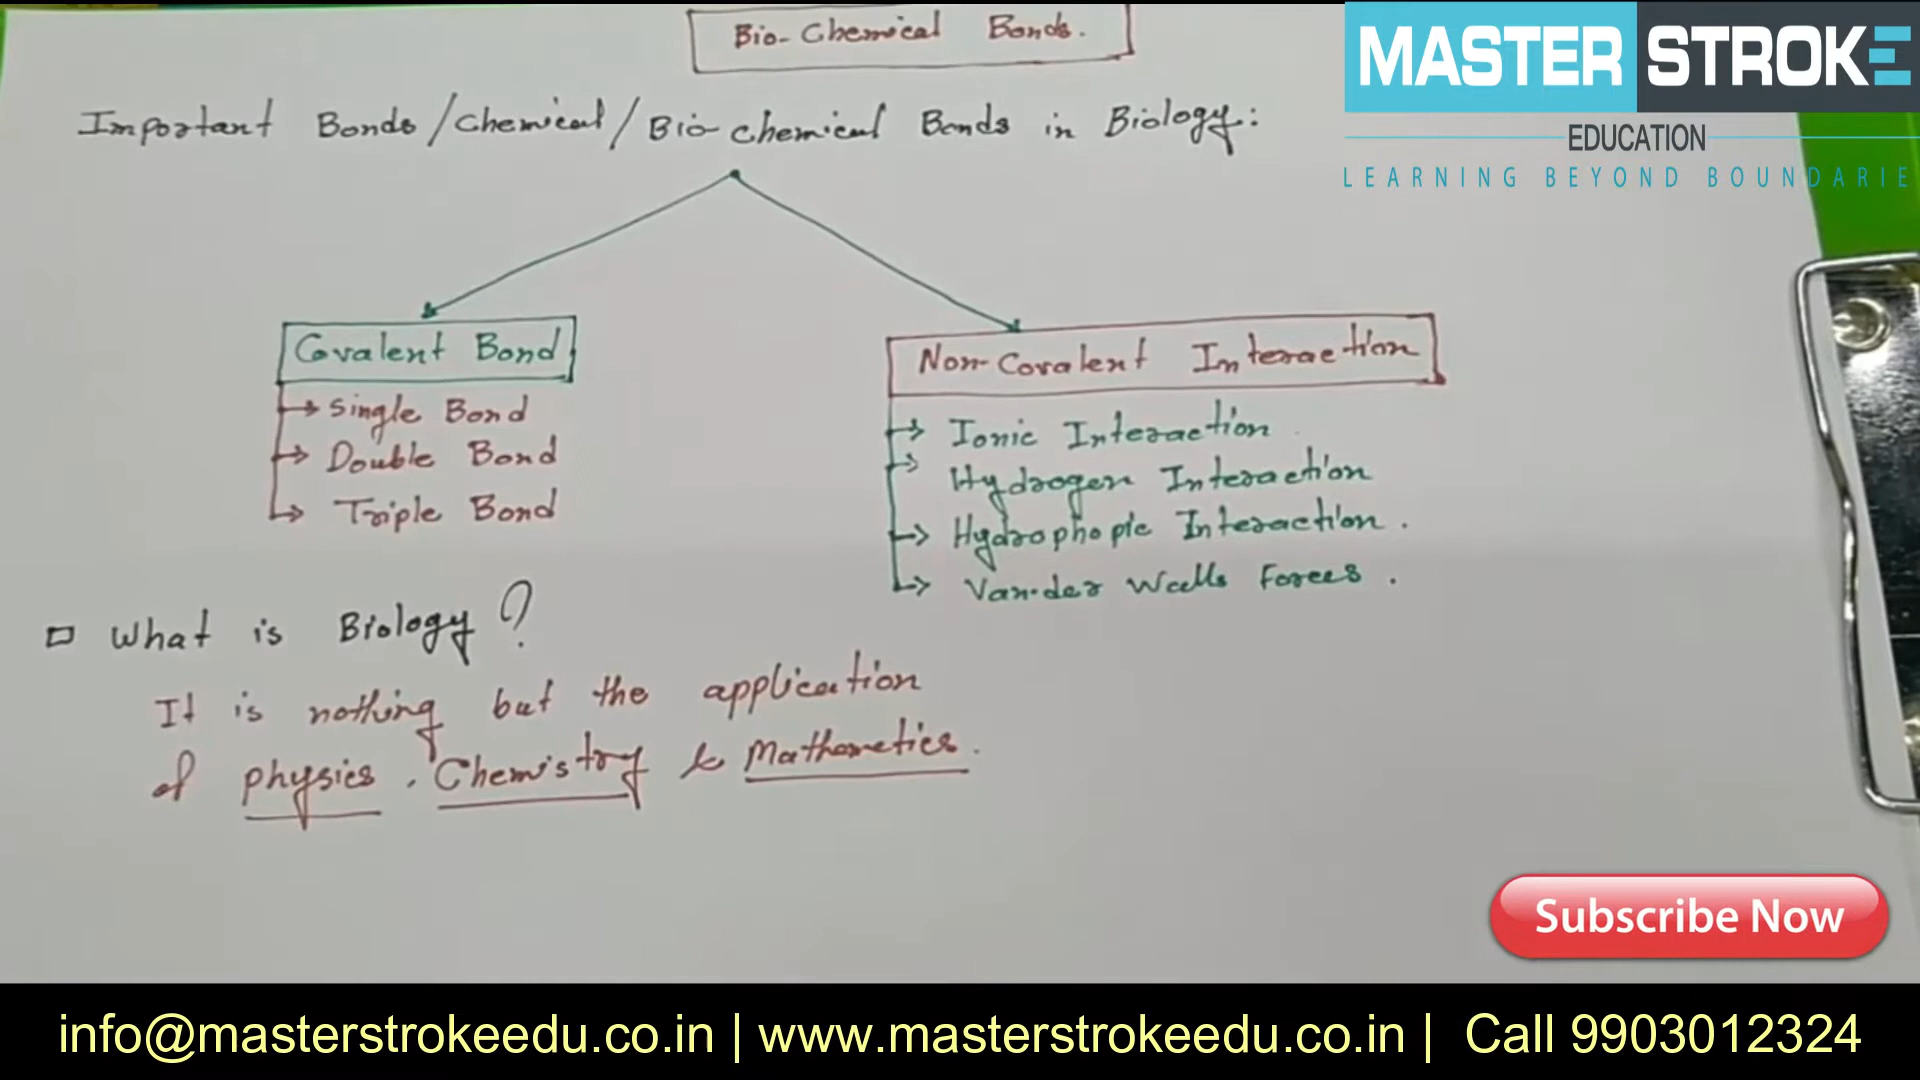 Bio-Chemical Bonds.
MASTER STROKE
EDUCATION
LEARNING BEYOND BOUNDARIE
Important Bonds/Chemical/Bio-chemical Bonds in Biology:
Covalent Bond
Single Bond
Double Bond
Triple Bond
Non-Covalent Interaction
Ionic Interaction
Hydrogen Interaction
Hydrophopic Interaction.
Van-der Walls Forces.
What is Biology?
It is nothing but the application
of physics, Chemistry & Mathametics.
Subscribe Now
info@masterstrokeedu.co.in | www.masterstrokeedu.co.in | Call 9903012324